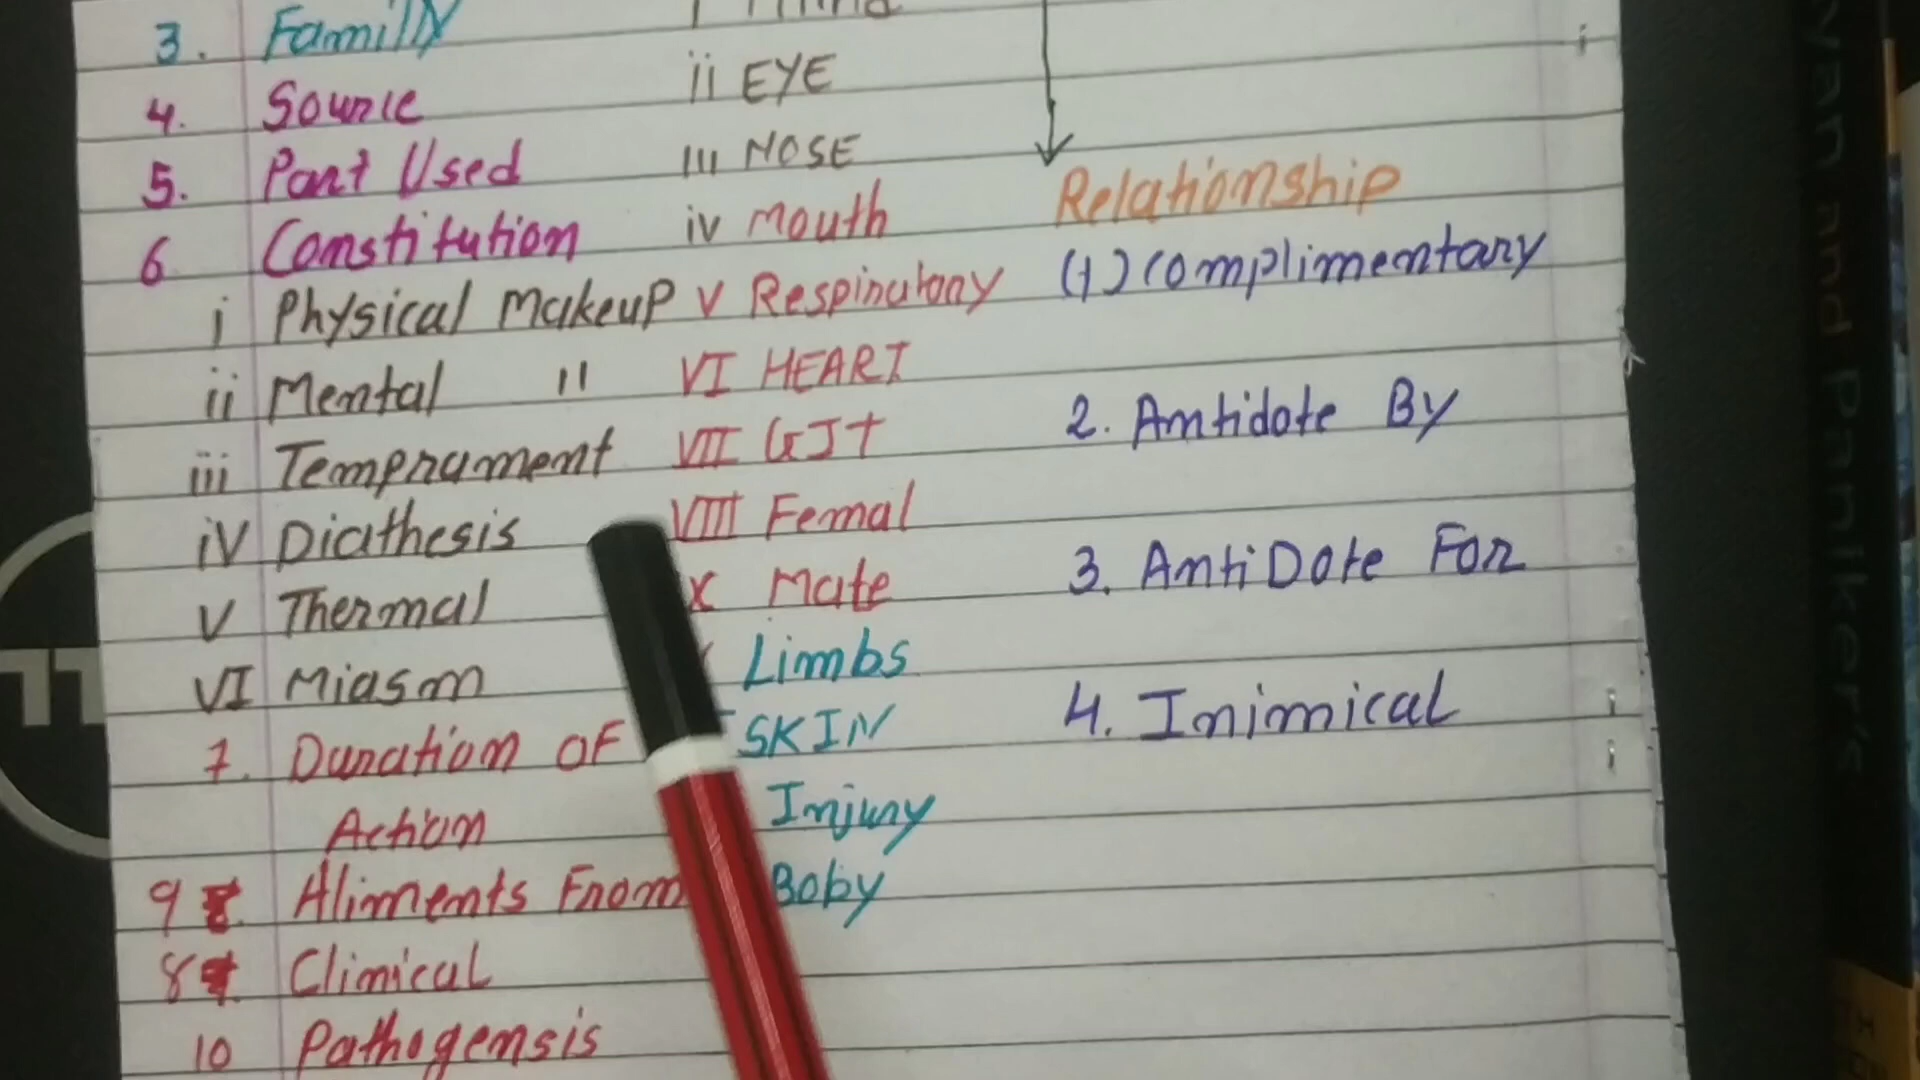 3. Familly
4. Source
5. Part Used
6 Constitution
i Physical Makeup
ii Mental "
iii Temprament
iv Diathesis
v Thermal
VI Miasm
7. Duration OF
Action
9 Aliments From
8 Clinical
10 Pathogensis
ii EYE
III NOSE
iv Mouth
V Respiratory
VI HEART
VII GIT
VIII Femal
X Male
Limbs
SKIN
Injury
Boby
Relationship
(1) Complimentary
2. Antidote By
3. AntiDote For
4. Inimical